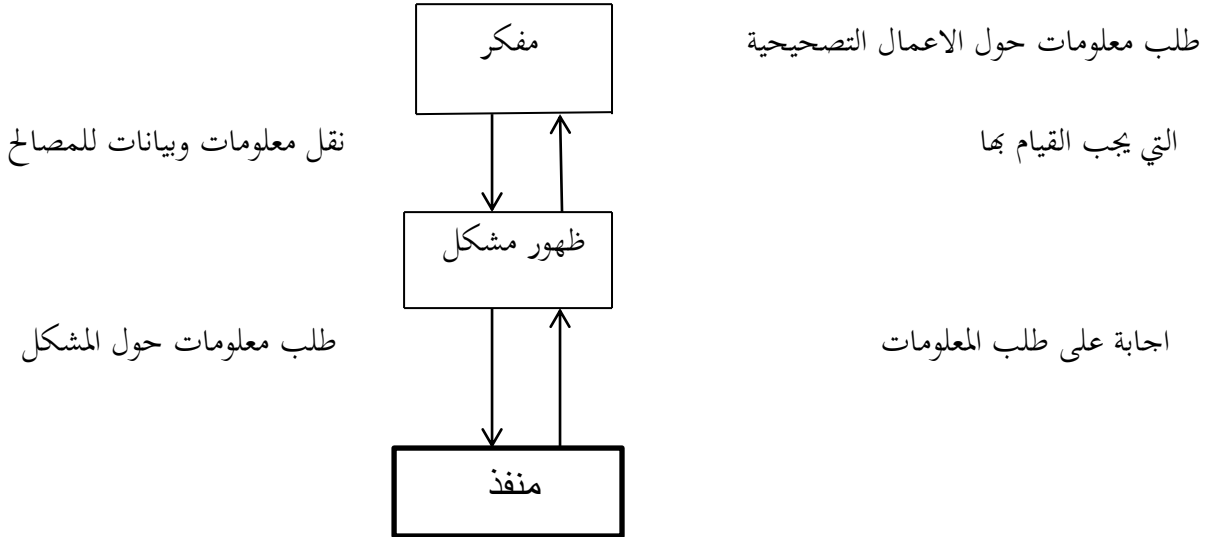 مفكر
طلب معلومات حول الاعمال التصحيحية
التي يجب القيام بها
نقل معلومات وبيانات للمصالح
ظهور مشكل
اجابة على طلب المعلومات
طلب معلومات حول المشكل
منفذ